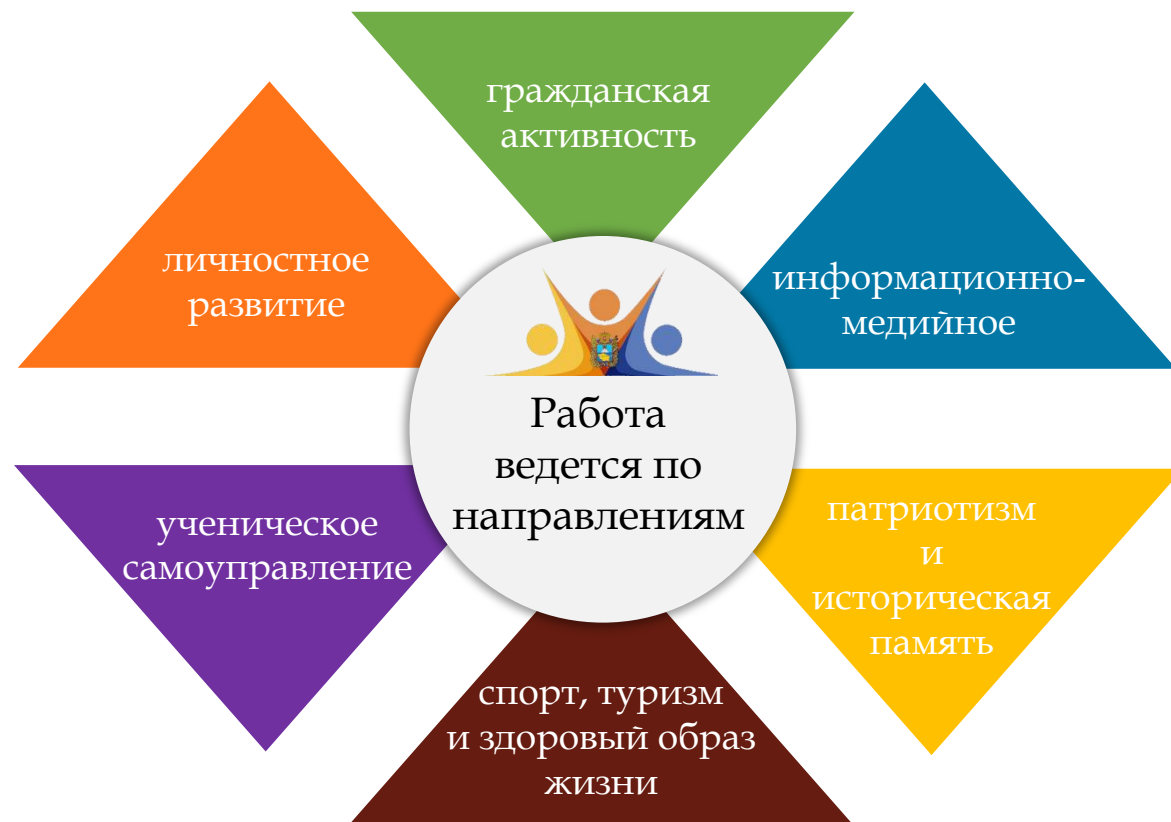 гражданская
активность
личностное
развитие
информационно-
медийное
Работа
ведется по
направлениям
ученическое
самоуправление
патриотизм
и
историческая
память
спорт, туризм
и здоровый образ
жизни